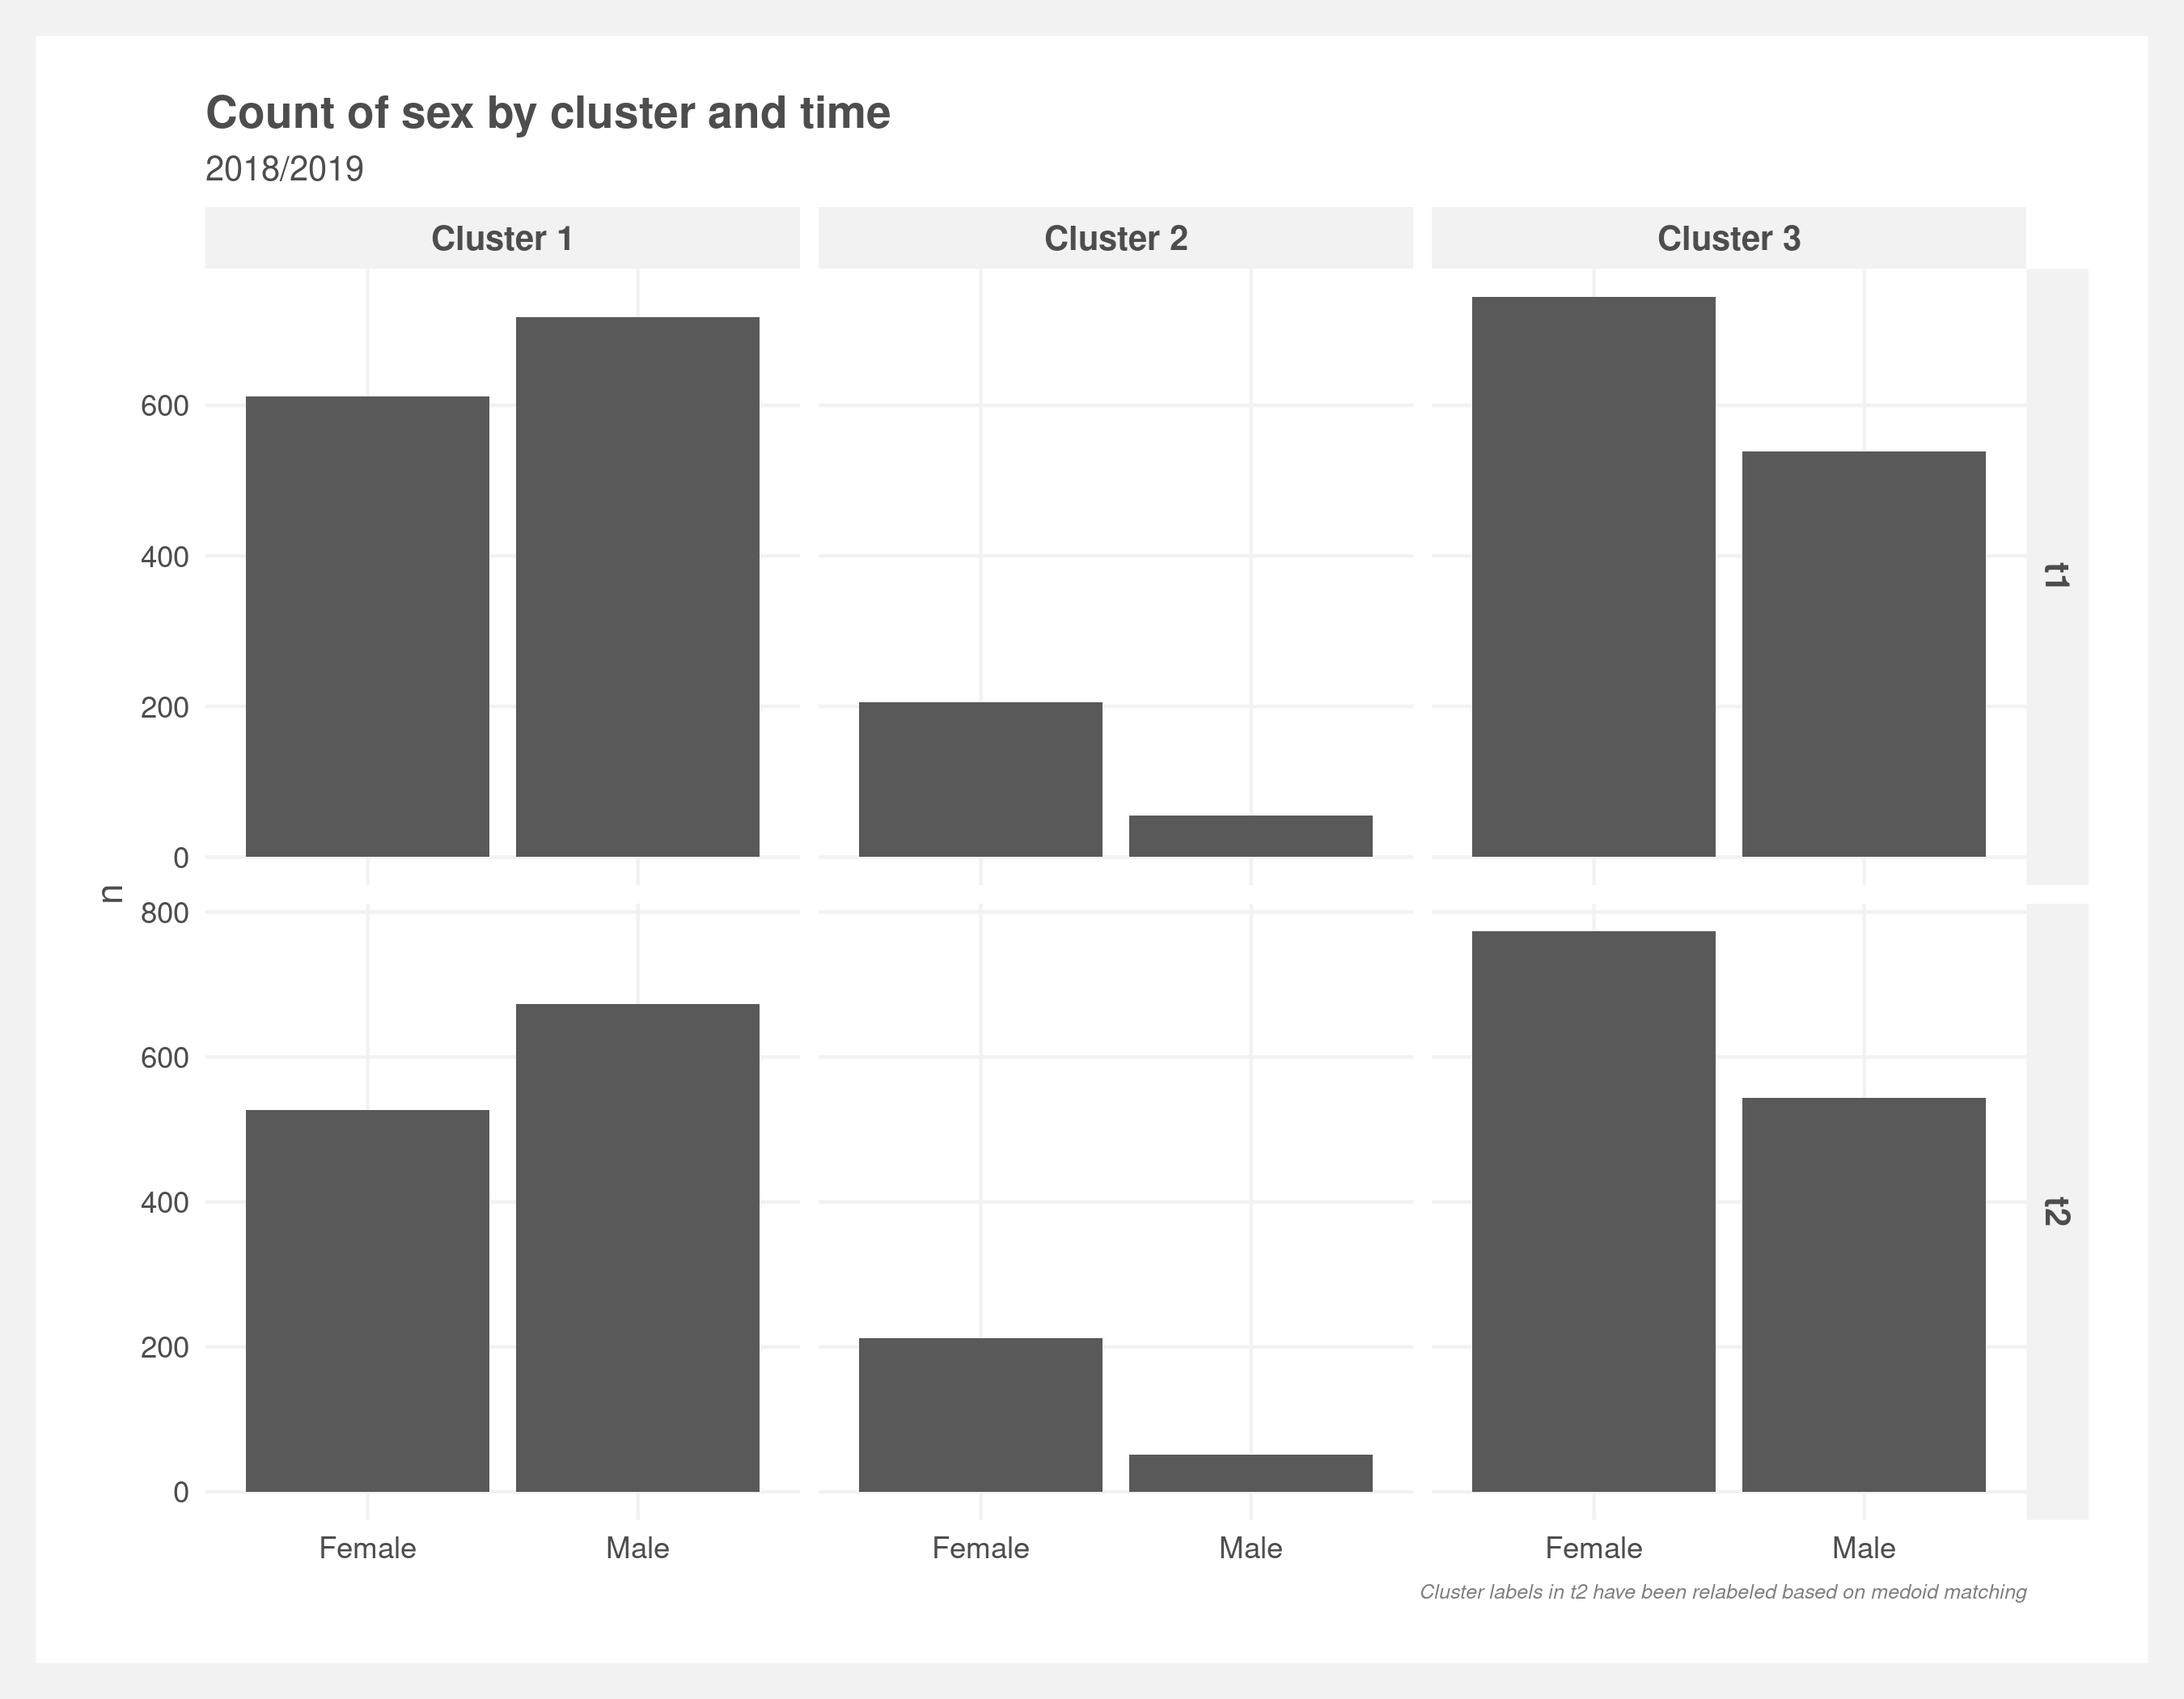 Count of sex by cluster and time
2018/2019
Cluster 1 Cluster 2 Cluster 3
600
400
200
0
t1
n
800
600
400
200
0
t2
Female Male Female Male Female Male
Cluster labels in t2 have been relabeled based on medoid matching